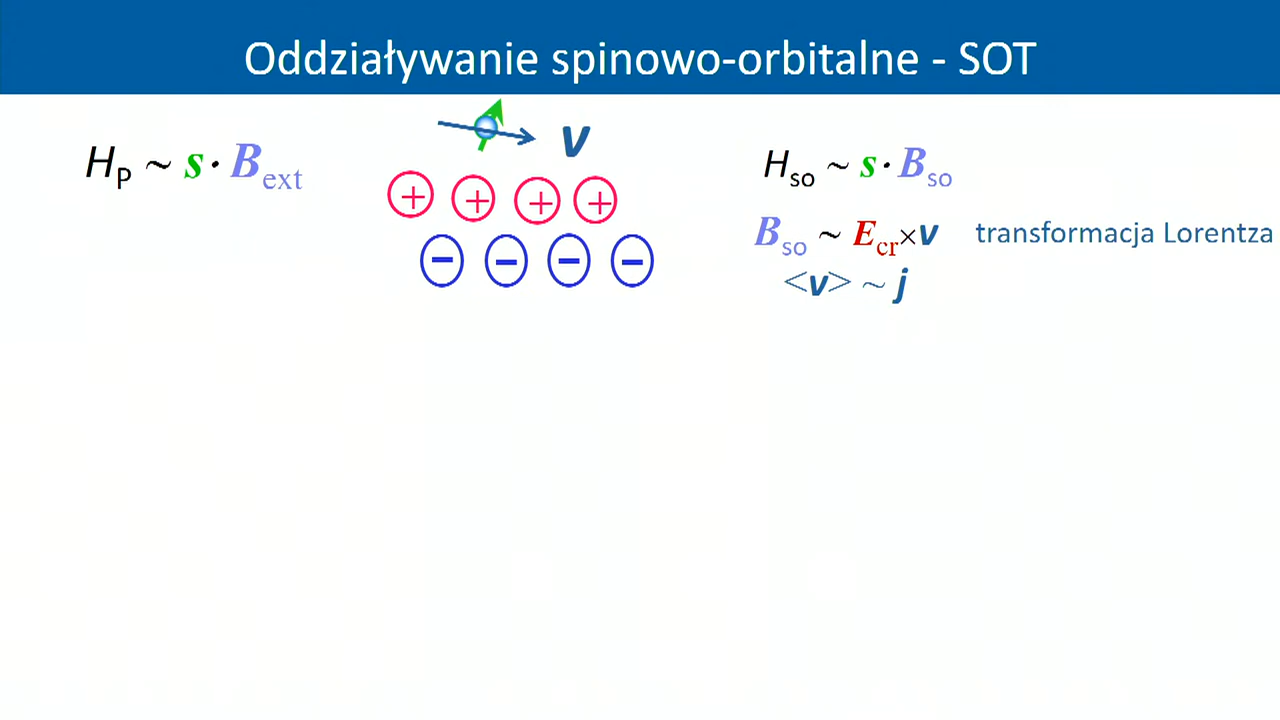 Oddziaływanie spinowo-orbitalne - SOT
H_P ~ s · B_ext
v
+ + + +
− − − −
H_so ~ s · B_so
B_so ~ E_cr × v transformacja Lorentza
<v> ~ j